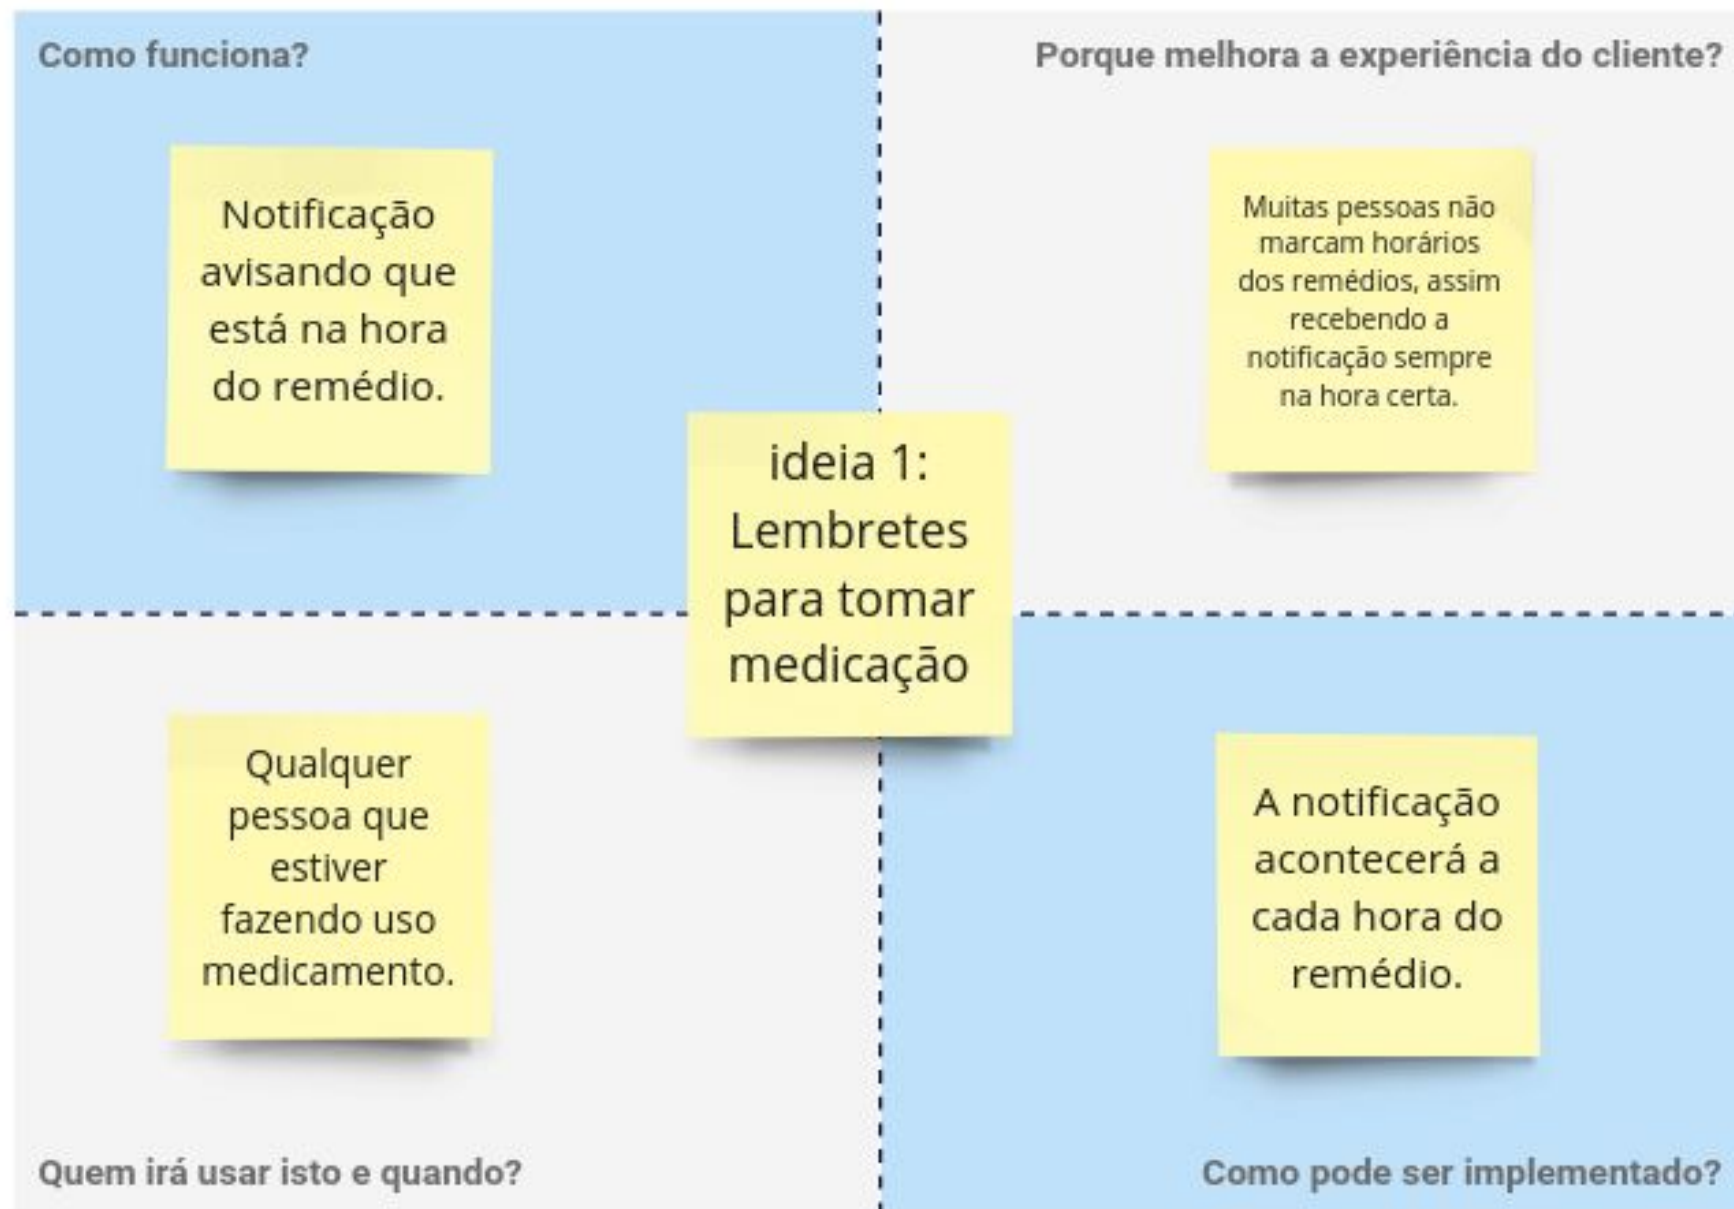 Como funciona?
Porque melhora a experiência do cliente?
Notificação
avisando que
está na hora
do remédio.
Muitas pessoas não
marcam horários
dos remédios, assim
recebendo a
notificação sempre
na hora certa.
ideia 1:
Lembretes
para tomar
medicação
Qualquer
pessoa que
estiver
fazendo uso
medicamento.
A notificação
acontecerá a
cada hora do
remédio.
Quem irá usar isto e quando?
Como pode ser implementado?